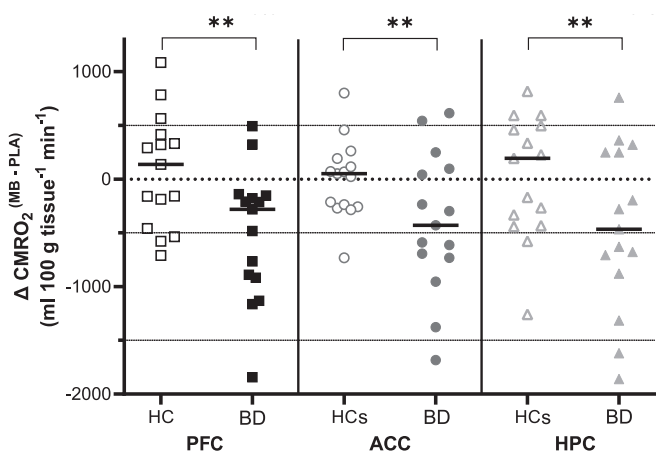 ** ** **
1000
0
-1000
-2000
Δ CMRO₂ (MB - PLA)
(ml 100 g tissue⁻¹ min⁻¹)
HC BD HCs BD HCs BD
PFC ACC HPC